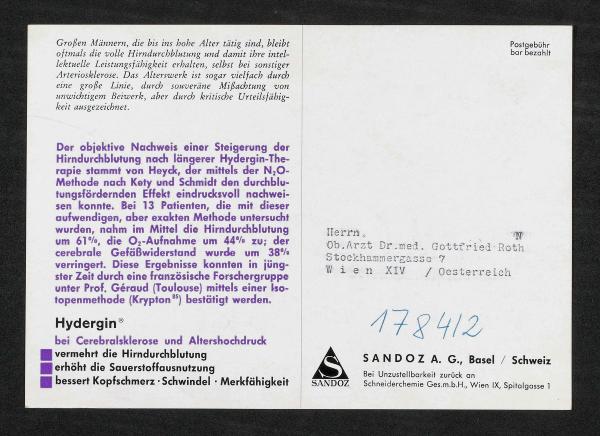 Großen Männern, die bis ins hohe Alter tätig sind, bleibt
oftmals die volle Hirndurchblutung und damit ihre intel-
lektuelle Leistungsfähigkeit erhalten, selbst bei sonstiger
Arteriosklerose. Das Alterswerk ist sogar vielfach durch
eine große Linie, durch souveräne Mißachtung von
unwichtigem Beiwerk, aber durch kritische Urteilsfähig-
keit ausgezeichnet.
Der objektive Nachweis einer Steigerung der
Hirndurchblutung nach längerer Hydergin-The-
rapie stammt von Heyck, der mittels der N₂O-
Methode nach Kety und Schmidt den durchblu-
tungsfördernden Effekt eindrucksvoll nachwei-
sen konnte. Bei 13 Patienten, die mit dieser
aufwendigen, aber exakten Methode untersucht
wurden, nahm im Mittel die Hirndurchblutung
um 61%, die O₂-Aufnahme um 44% zu; der
cerebrale Gefäßwiderstand wurde um 38%
verringert. Diese Ergebnisse konnten in jüng-
ster Zeit durch eine französische Forschergruppe
unter Prof. Géraud (Toulouse) mittels einer Iso-
topenmethode (Krypton⁸⁵) bestätigt werden.
Hydergin®
bei Cerebralsklerose und Altershochdruck
vermehrt die Hirndurchblutung
erhöht die Sauerstoffausnutzung
bessert Kopfschmerz · Schwindel · Merkfähigkeit
Postgebühr
bar bezahlt
Herrn.
N
Ob.Arzt Dr.med. Gottfried Roth
Stockhammergasse 7
Wien XIV / Oesterreich
178412
S
SANDOZ
SANDOZ A. G., Basel / Schweiz
Bei Unzustellbarkeit zurück an
Schneiderchemie Ges.m.b.H., Wien IX, Spitalgasse 1